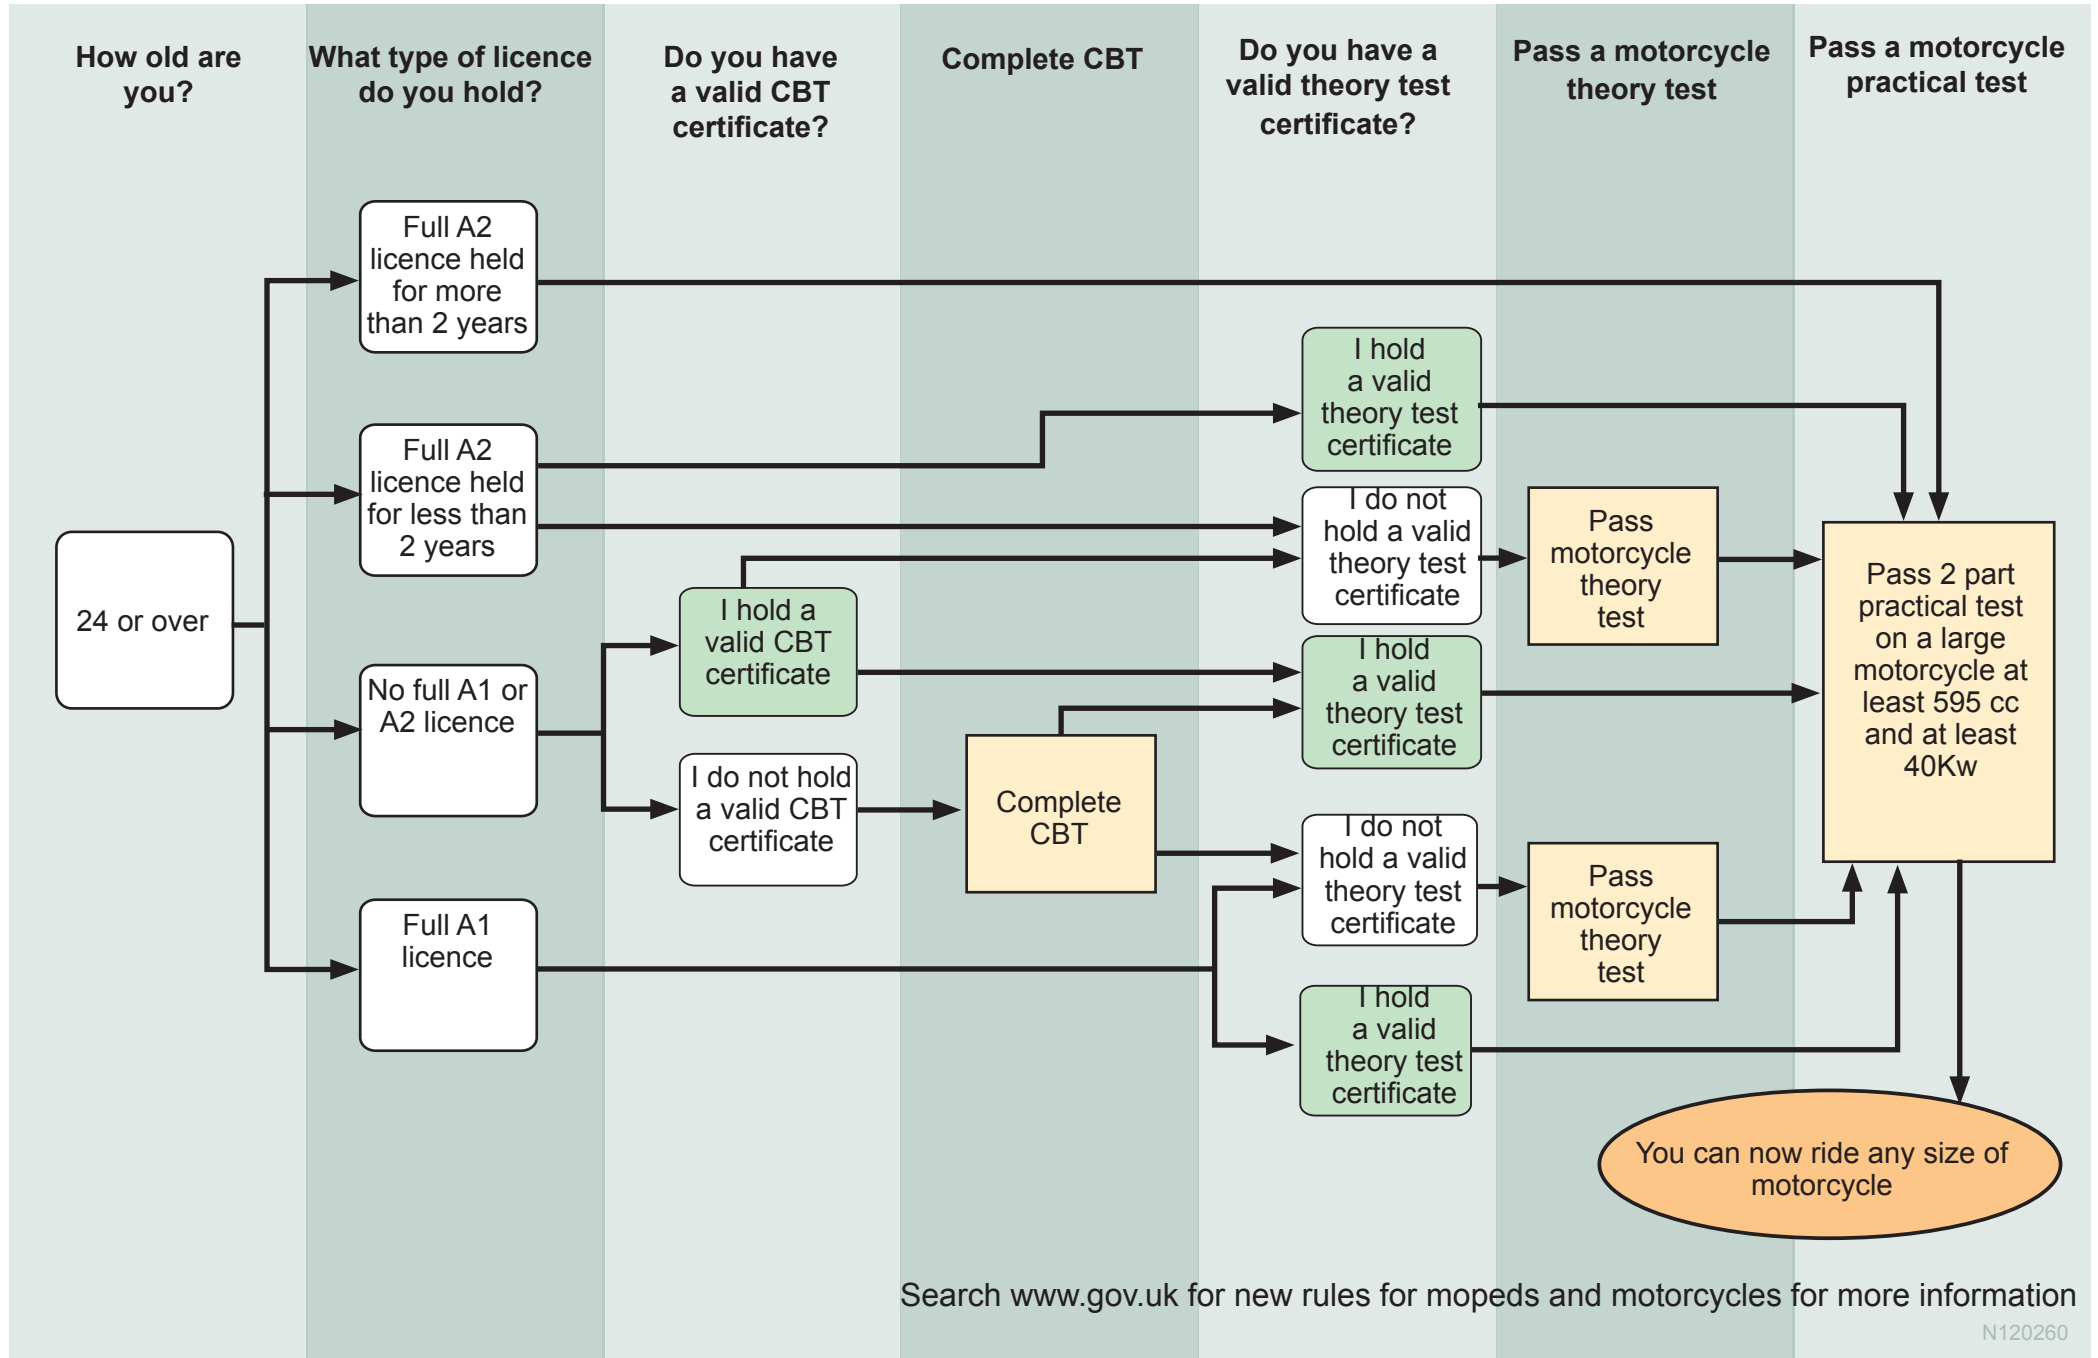 How old are
you?
What type of licence
do you hold?
Do you have
a valid CBT
certificate?
Complete CBT
Do you have a
valid theory test
certificate?
Pass a motorcycle
theory test
Pass a motorcycle
practical test
24 or over
Full A2
licence held
for more
than 2 years
Full A2
licence held
for less than
2 years
No full A1 or
A2 licence
Full A1
licence
I hold a
valid CBT
certificate
I do not hold
a valid CBT
certificate
Complete
CBT
I hold
a valid
theory test
certificate
I do not
hold a valid
theory test
certificate
I hold
a valid
theory test
certificate
I do not
hold a valid
theory test
certificate
I hold
a valid
theory test
certificate
Pass
motorcycle
theory
test
Pass
motorcycle
theory
test
Pass 2 part
practical test
on a large
motorcycle at
least 595 cc
and at least
40Kw
You can now ride any size of
motorcycle
Search www.gov.uk for new rules for mopeds and motorcycles for more information
N120260